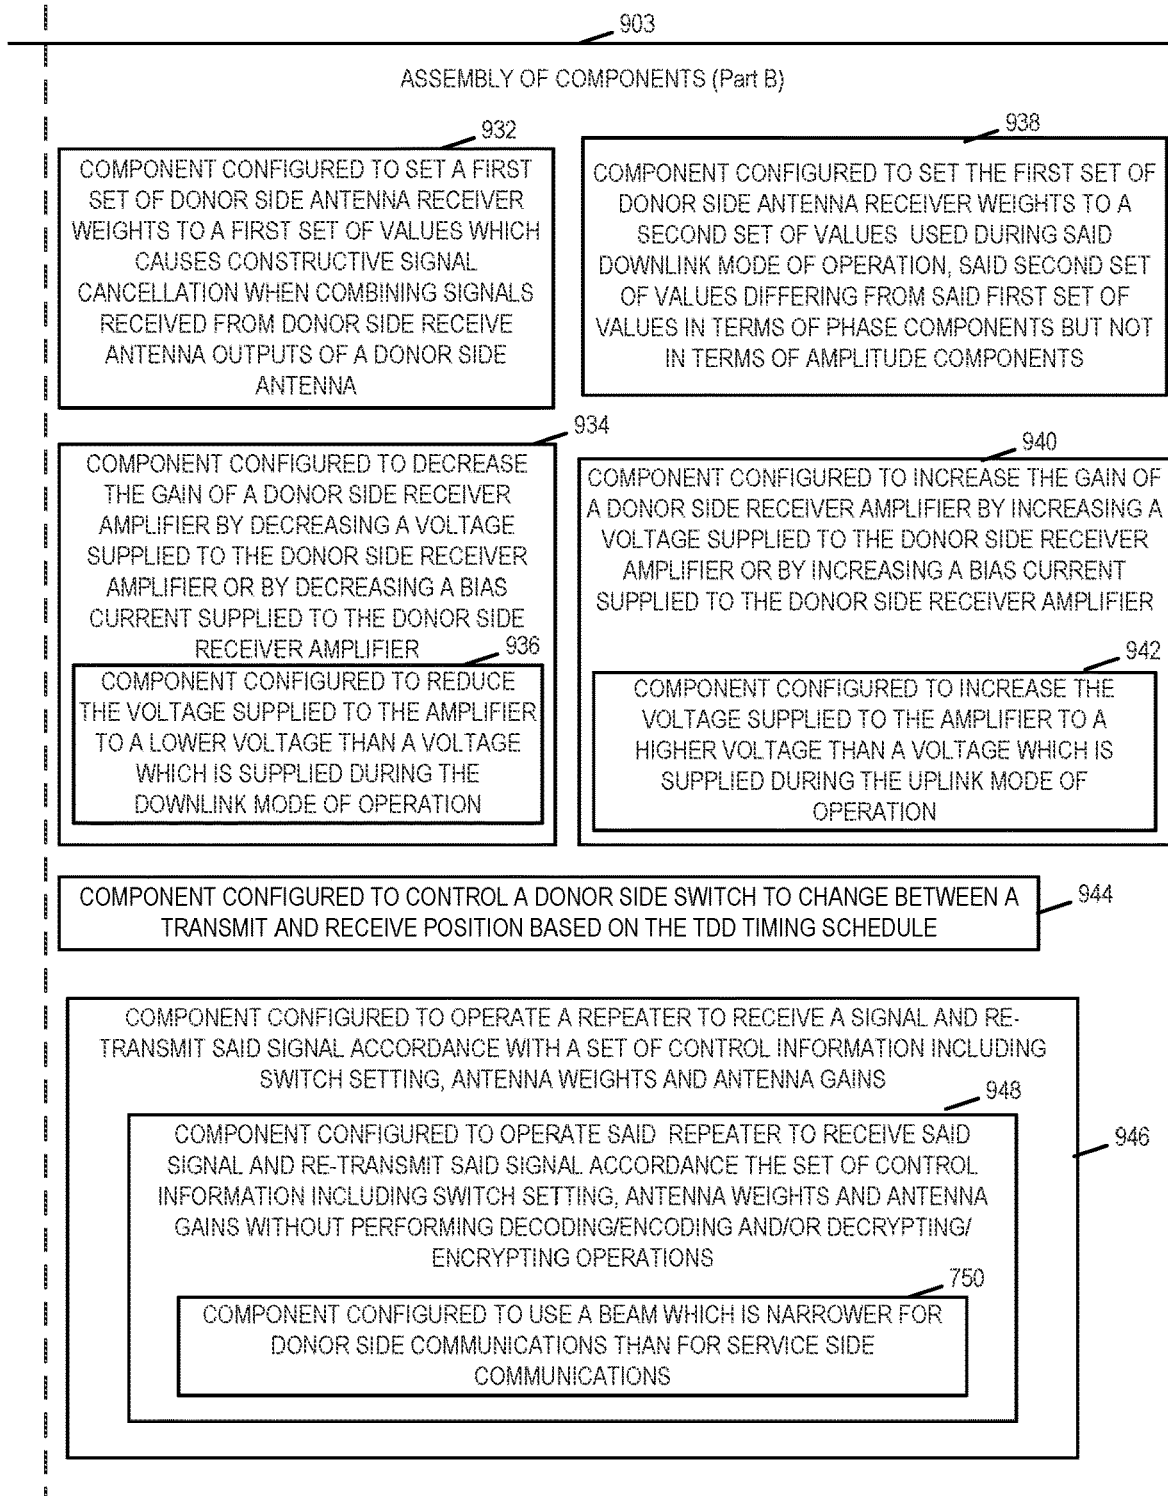 903
ASSEMBLY OF COMPONENTS (Part B)
932
COMPONENT CONFIGURED TO SET A FIRST
SET OF DONOR SIDE ANTENNA RECEIVER
WEIGHTS TO A FIRST SET OF VALUES WHICH
CAUSES CONSTRUCTIVE SIGNAL
CANCELLATION WHEN COMBINING SIGNALS
RECEIVED FROM DONOR SIDE RECEIVE
ANTENNA OUTPUTS OF A DONOR SIDE
ANTENNA
938
COMPONENT CONFIGURED TO SET THE FIRST SET OF
DONOR SIDE ANTENNA RECEIVER WEIGHTS TO A
SECOND SET OF VALUES USED DURING SAID
DOWNLINK MODE OF OPERATION, SAID SECOND SET
OF VALUES DIFFERING FROM SAID FIRST SET OF
VALUES IN TERMS OF PHASE COMPONENTS BUT NOT
IN TERMS OF AMPLITUDE COMPONENTS
934
COMPONENT CONFIGURED TO DECREASE
THE GAIN OF A DONOR SIDE RECEIVER
AMPLIFIER BY DECREASING A VOLTAGE
SUPPLIED TO THE DONOR SIDE RECEIVER
AMPLIFIER OR BY DECREASING A BIAS
CURRENT SUPPLIED TO THE DONOR SIDE
RECEIVER AMPLIFIER
936
COMPONENT CONFIGURED TO REDUCE
THE VOLTAGE SUPPLIED TO THE AMPLIFIER
TO A LOWER VOLTAGE THAN A VOLTAGE
WHICH IS SUPPLIED DURING THE
DOWNLINK MODE OF OPERATION
940
COMPONENT CONFIGURED TO INCREASE THE GAIN OF
A DONOR SIDE RECEIVER AMPLIFIER BY INCREASING A
VOLTAGE SUPPLIED TO THE DONOR SIDE RECEIVER
AMPLIFIER OR BY INCREASING A BIAS CURRENT
SUPPLIED TO THE DONOR SIDE RECEIVER AMPLIFIER
942
COMPONENT CONFIGURED TO INCREASE THE
VOLTAGE SUPPLIED TO THE AMPLIFIER TO A
HIGHER VOLTAGE THAN A VOLTAGE WHICH IS
SUPPLIED DURING THE UPLINK MODE OF
OPERATION
COMPONENT CONFIGURED TO CONTROL A DONOR SIDE SWITCH TO CHANGE BETWEEN A
TRANSMIT AND RECEIVE POSITION BASED ON THE TDD TIMING SCHEDULE
944
COMPONENT CONFIGURED TO OPERATE A REPEATER TO RECEIVE A SIGNAL AND RE-
TRANSMIT SAID SIGNAL ACCORDANCE WITH A SET OF CONTROL INFORMATION INCLUDING
SWITCH SETTING, ANTENNA WEIGHTS AND ANTENNA GAINS
948
COMPONENT CONFIGURED TO OPERATE SAID REPEATER TO RECEIVE SAID
SIGNAL AND RE-TRANSMIT SAID SIGNAL ACCORDANCE THE SET OF CONTROL
INFORMATION INCLUDING SWITCH SETTING, ANTENNA WEIGHTS AND ANTENNA
GAINS WITHOUT PERFORMING DECODING/ENCODING AND/OR DECRYPTING/
ENCRYPTING OPERATIONS
946
750
COMPONENT CONFIGURED TO USE A BEAM WHICH IS NARROWER FOR
DONOR SIDE COMMUNICATIONS THAN FOR SERVICE SIDE
COMMUNICATIONS